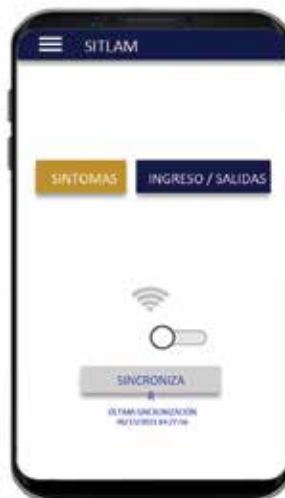 SITLAM
SINTOMAS
INGRESO / SALIDAS
SINCRONIZA
R
ÚLTIMA SINCRONIZACIÓN